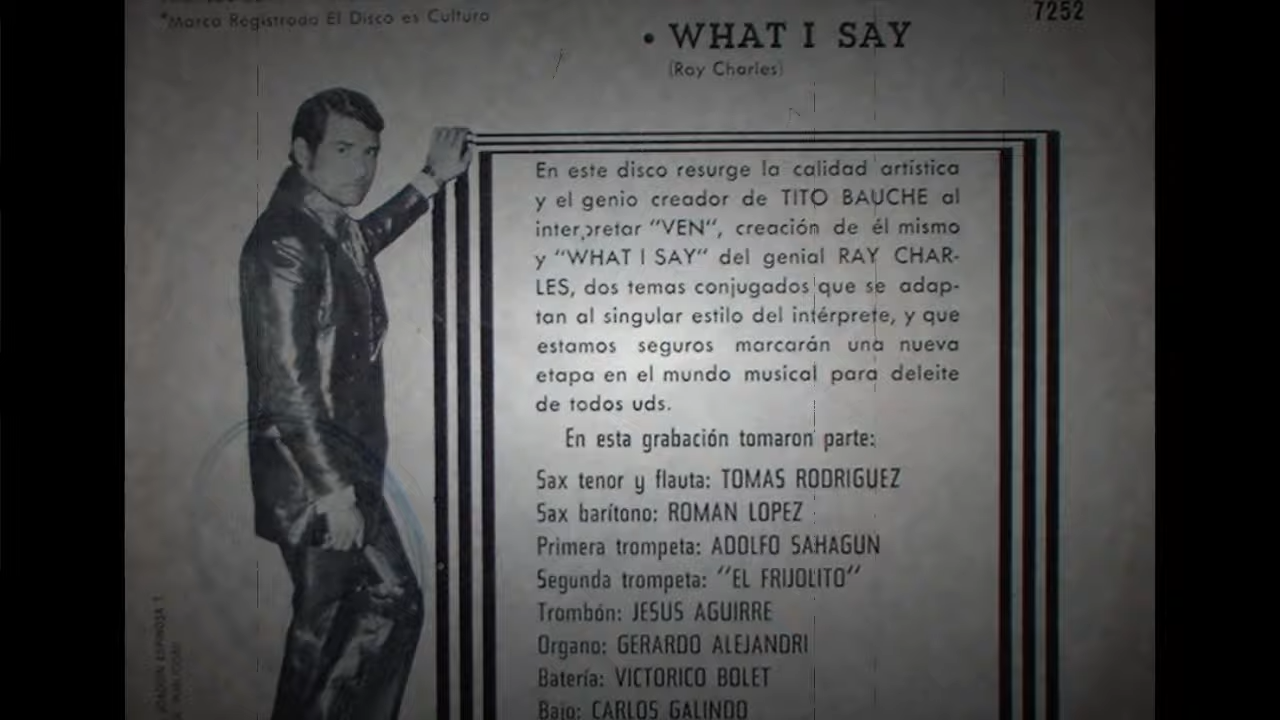 *Marca Registrada El Disco es Cultura
7252
• WHAT I SAY
(Ray Charles)
En este disco resurge la calidad artística
y el genio creador de TITO BAUCHE al
interpretar “VEN“, creación de él mismo
y “WHAT I SAY“ del genial RAY CHAR-
LES, dos temas conjugados que se adap-
tan al singular estilo del intérprete, y que
estamos seguros marcarán una nueva
etapa en el mundo musical para deleite
de todos uds.
En esta grabación tomaron parte:
Sax tenor y flauta: TOMAS RODRIGUEZ
Sax barítono: ROMAN LOPEZ
Primera trompeta: ADOLFO SAHAGUN
Segunda trompeta: “EL FRIJOLITO“
Trombón: JESUS AGUIRRE
Organo: GERARDO ALEJANDRI
Batería: VICTORICO BOLET
Bajo: CARLOS GALINDO
JOAQUIN ESPINOSA 1